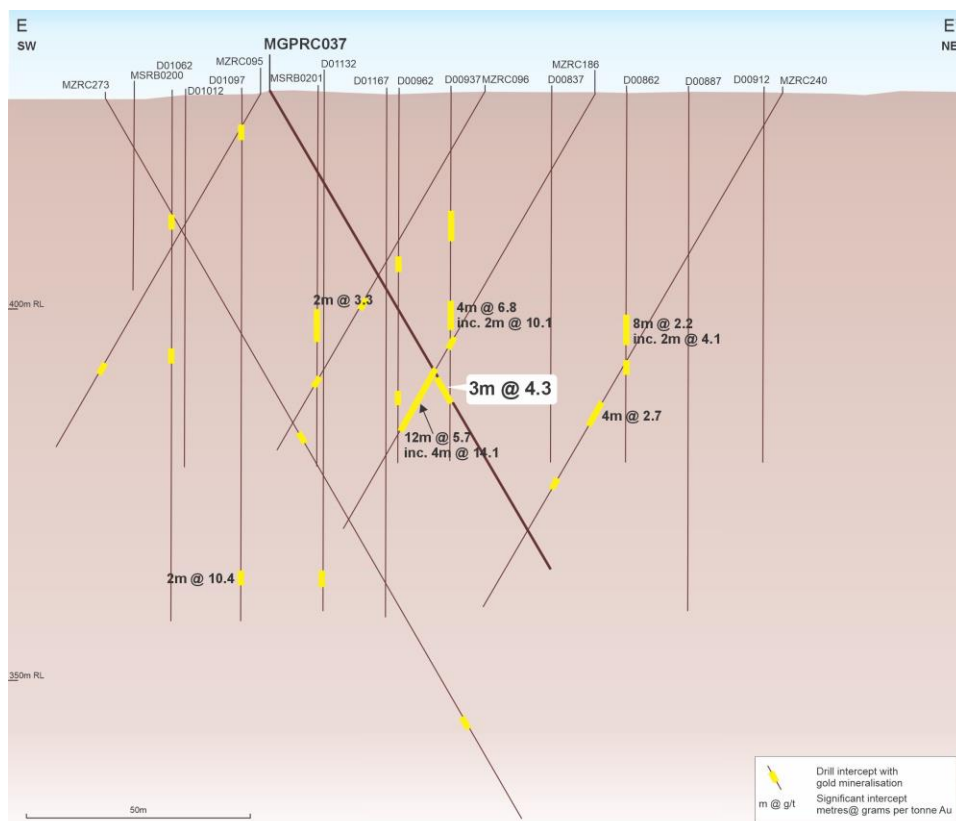 E
SW
E
NE
MGPRC037
MZRC273
MSRB0200
D01062
D01012
D01097
MZRC095
MSRB0201
D01132
D01167
D00962
D00937
MZRC096
MZRC186
D00837
D00862
D00887
D00912
MZRC240
400m RL
2m @ 3.3
4m @ 6.8
inc. 2m @ 10.1
8m @ 2.2
inc. 2m @ 4.1
3m @ 4.3
4m @ 2.7
12m @ 5.7
inc. 4m @ 14.1
2m @ 10.4
350m RL
50m
Drill intercept with
gold mineralisation
m @ g/t
Significant intercept
metres@ grams per tonne Au